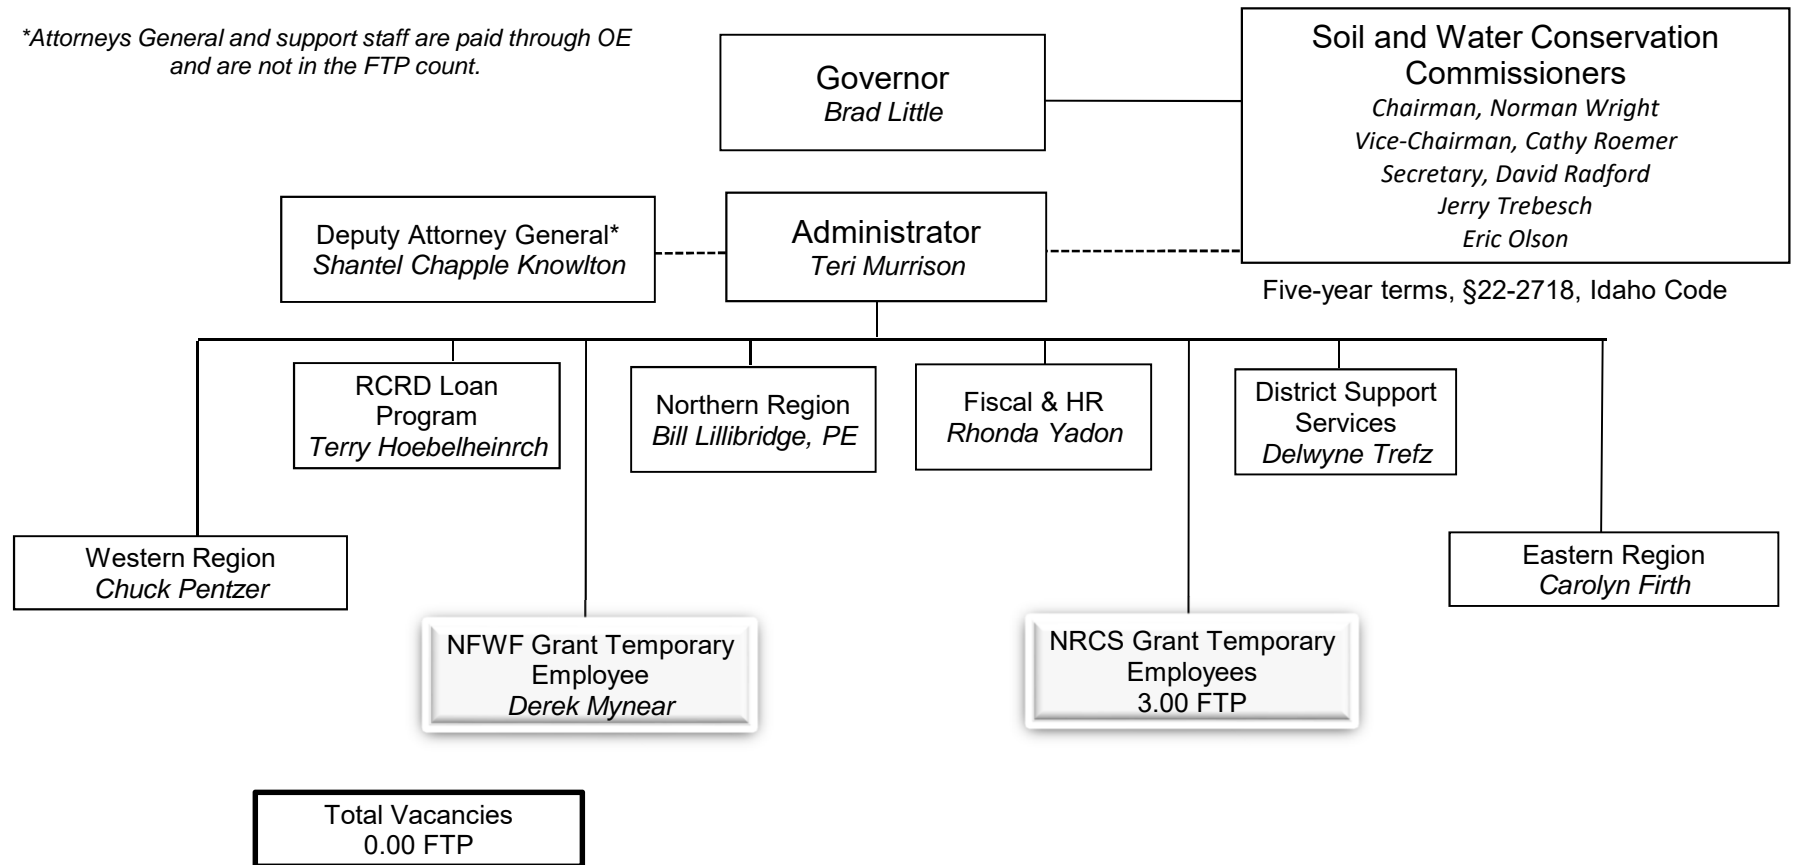 *Attorneys General and support staff are paid through OE
and are not in the FTP count.
Governor
Brad Little
Soil and Water Conservation
Commissioners
Chairman, Norman Wright
Vice-Chairman, Cathy Roemer
Secretary, David Radford
Jerry Trebesch
Eric Olson
Deputy Attorney General*
Shantel Chapple Knowlton
Administrator
Teri Murrison
Five-year terms, §22-2718, Idaho Code
RCRD Loan
Program
Terry Hoebelheinrch
Northern Region
Bill Lillibridge, PE
Fiscal & HR
Rhonda Yadon
District Support
Services
Delwyne Trefz
Western Region
Chuck Pentzer
Eastern Region
Carolyn Firth
NFWF Grant Temporary
Employee
Derek Mynear
NRCS Grant Temporary
Employees
3.00 FTP
Total Vacancies
0.00 FTP